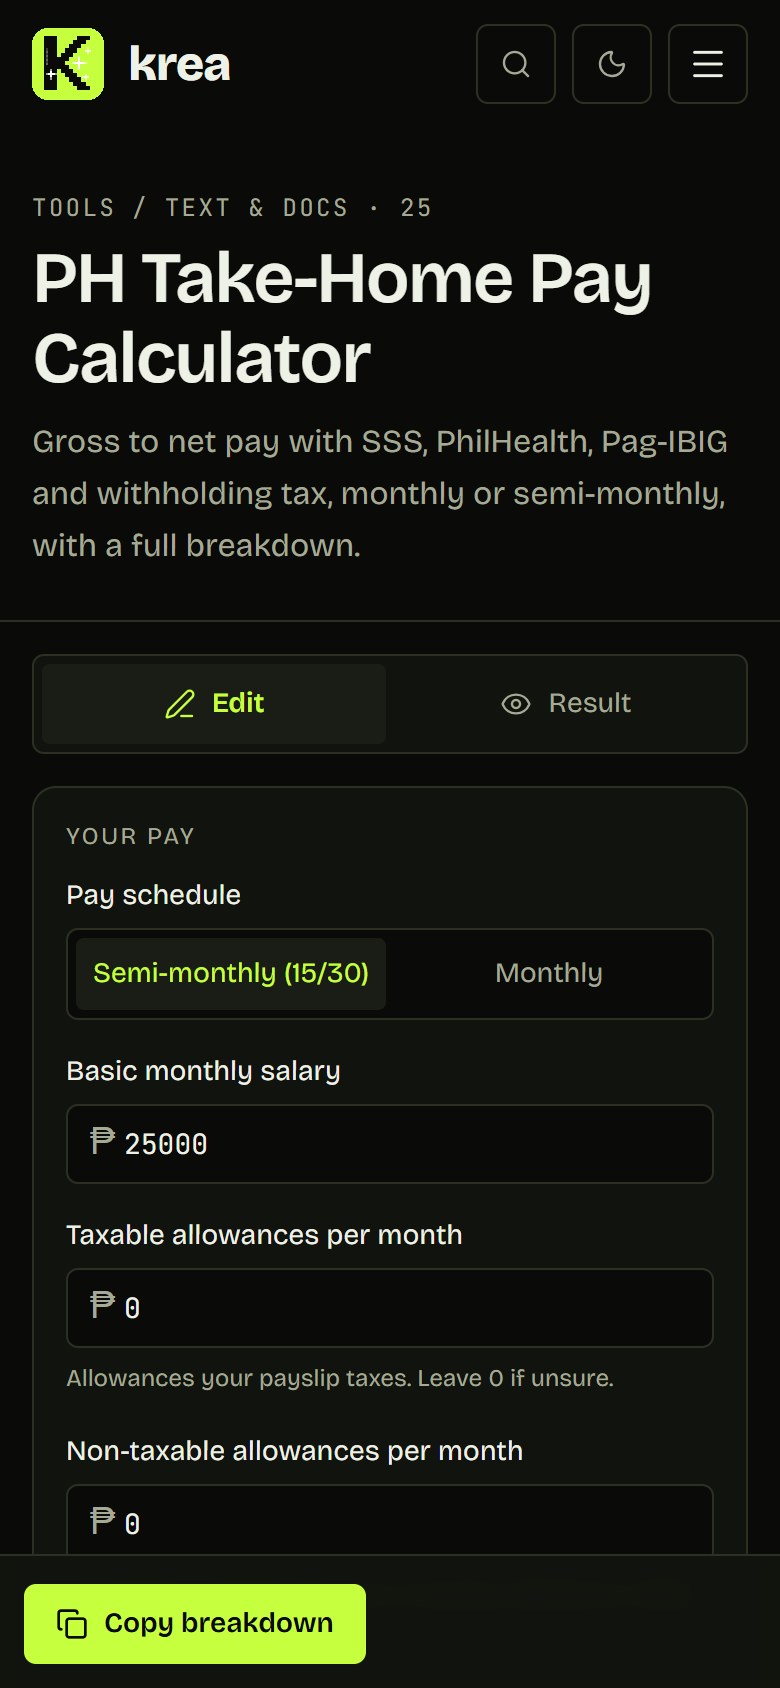 krea
TOOLS / TEXT & DOCS · 25
PH Take-Home Pay
Calculator
Gross to net pay with SSS, PhilHealth, Pag-IBIG
and withholding tax, monthly or semi-monthly,
with a full breakdown.
Edit
Result
YOUR PAY
Pay schedule
Semi-monthly (15/30)
Monthly
Basic monthly salary
₱ 25000
Taxable allowances per month
₱ 0
Allowances your payslip taxes. Leave 0 if unsure.
Non-taxable allowances per month
₱ 0
Copy breakdown